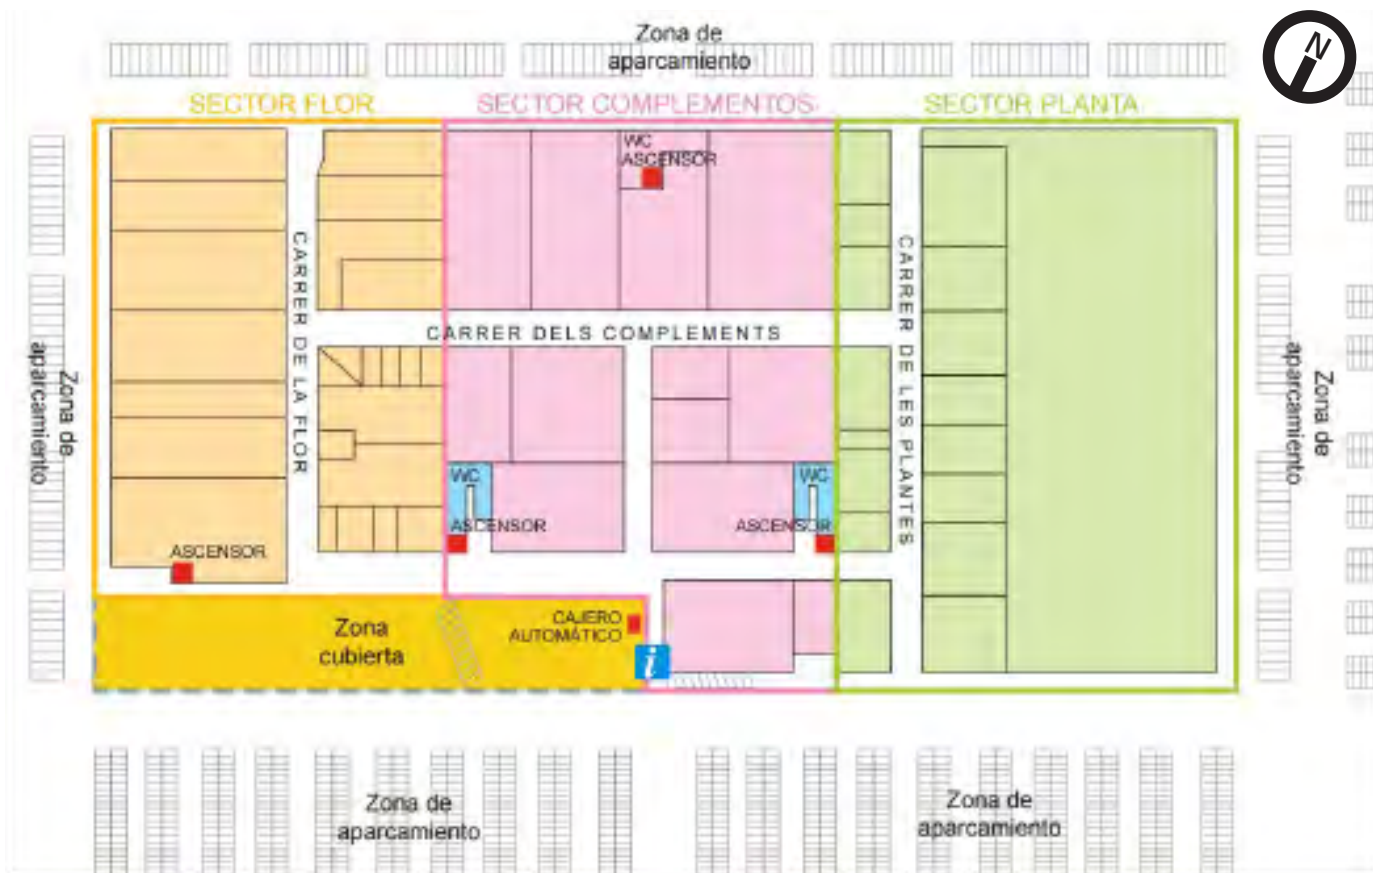 Zona de
aparcamiento
N
SECTOR FLOR
SECTOR COMPLEMENTOS
SECTOR PLANTA
WC
ASCENSOR
CARRER DE LA FLOR
CARRER DELS COMPLEMENTS
CARRER DE LES PLANTES
Zona de
aparcamiento
Zona de
aparcamiento
WC
ASCENSOR
WC
ASCENSOR
ASCENSOR
Zona
cubierta
CAJERO
AUTOMÁTICO
i
Zona de
aparcamiento
Zona de
aparcamiento